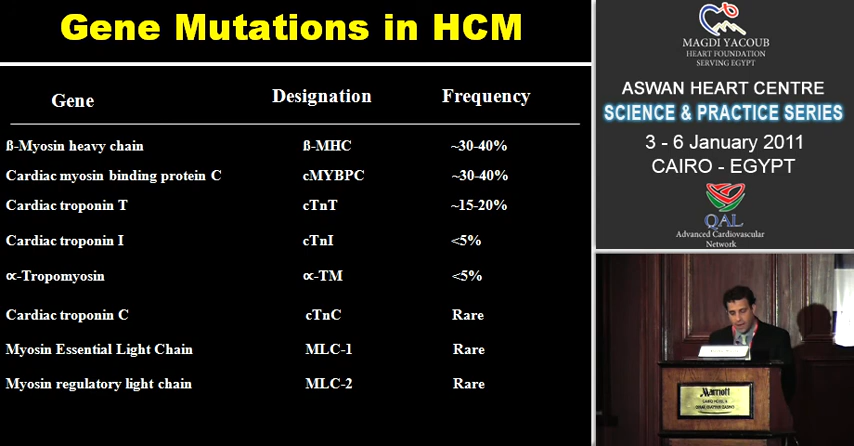 Gene Mutations in HCM
Gene Designation Frequency
ß-Myosin heavy chain ß-MHC ~30-40%
Cardiac myosin binding protein C cMYBPC ~30-40%
Cardiac troponin T cTnT ~15-20%
Cardiac troponin I cTnI <5%
∝-Tropomyosin ∝-TM <5%
Cardiac troponin C cTnC Rare
Myosin Essential Light Chain MLC-1 Rare
Myosin regulatory light chain MLC-2 Rare
MAGDI YACOUB
HEART FOUNDATION
SERVING EGYPT
ASWAN HEART CENTRE
SCIENCE & PRACTICE SERIES
3 - 6 January 2011
CAIRO - EGYPT
QAL
Advanced Cardiovascular
Network
Marriott